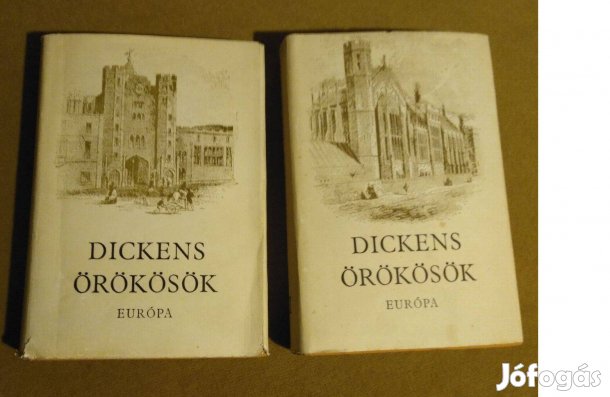 DICKENS
ÖRÖKÖSÖK
EURÓPA
DICKENS
ÖRÖKÖSÖK
EURÓPA
Jófogás